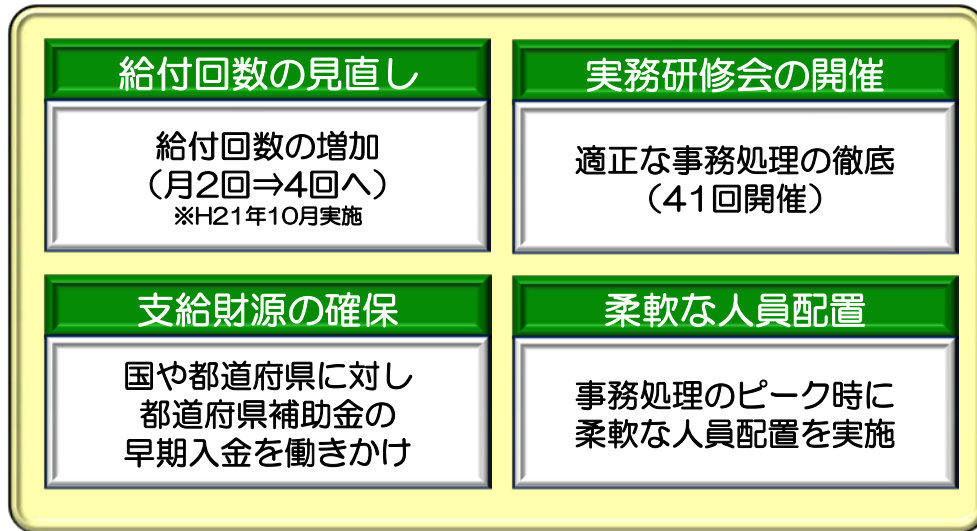 給付回数の見直し
給付回数の増加
（月2回⇒4回へ）
※H21年10月実施
実務研修会の開催
適正な事務処理の徹底
（41回開催）
支給財源の確保
国や都道府県に対し
都道府県補助金の
早期入金を働きかけ
柔軟な人員配置
事務処理のピーク時に
柔軟な人員配置を実施